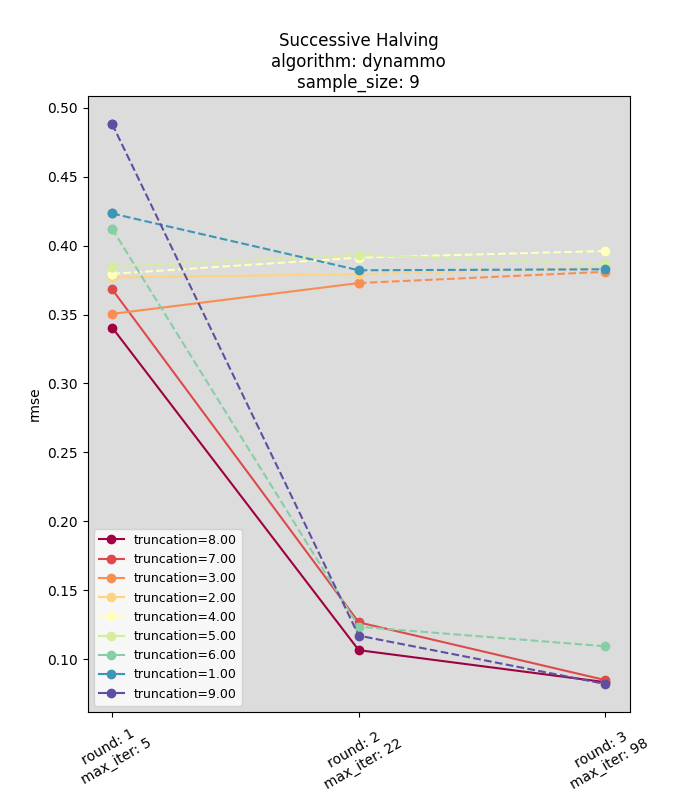 Successive Halving
algorithm: dynammo
sample_size: 9
rmse
0.50
0.45
0.40
0.35
0.30
0.25
0.20
0.15
0.10
truncation=8.00
truncation=7.00
truncation=3.00
truncation=2.00
truncation=4.00
truncation=5.00
truncation=6.00
truncation=1.00
truncation=9.00
round: 1
max_iter: 5
round: 2
max_iter: 22
round: 3
max_iter: 98